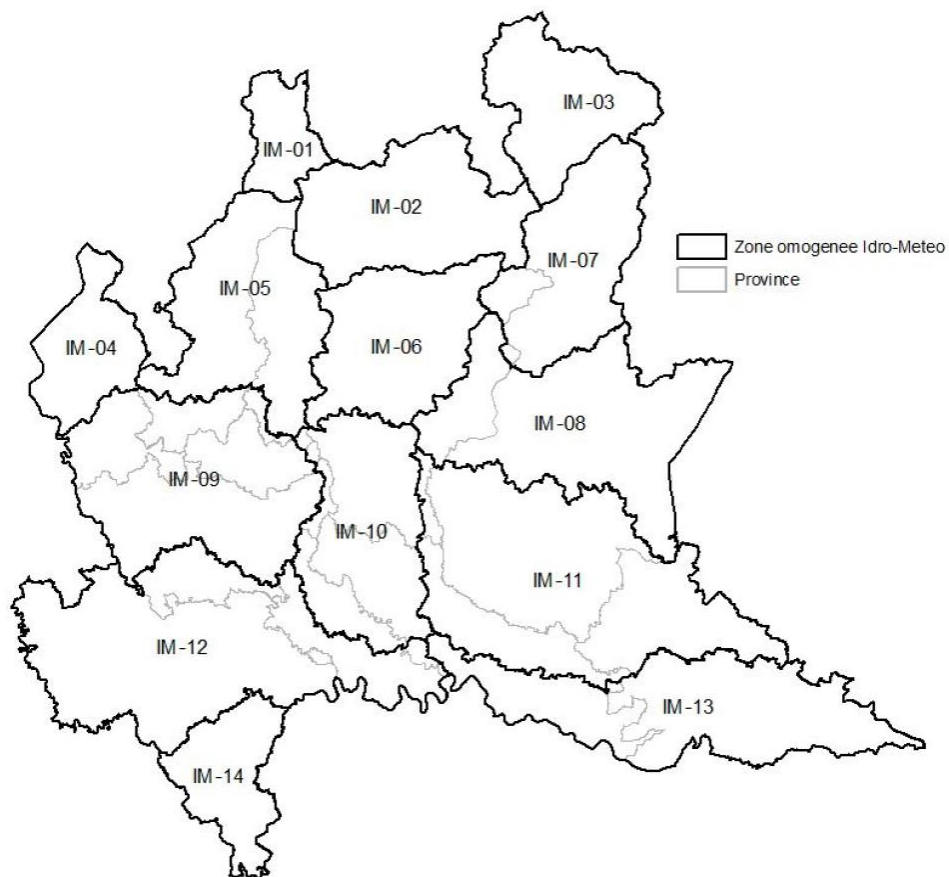 IM-03
IM-01
IM-02
Zone omogenee Idro-Meteo
IM-07
Province
IM-05
IM-04
IM-06
IM-08
IM-09
IM-10
IM-11
IM-12
IM-13
IM-14